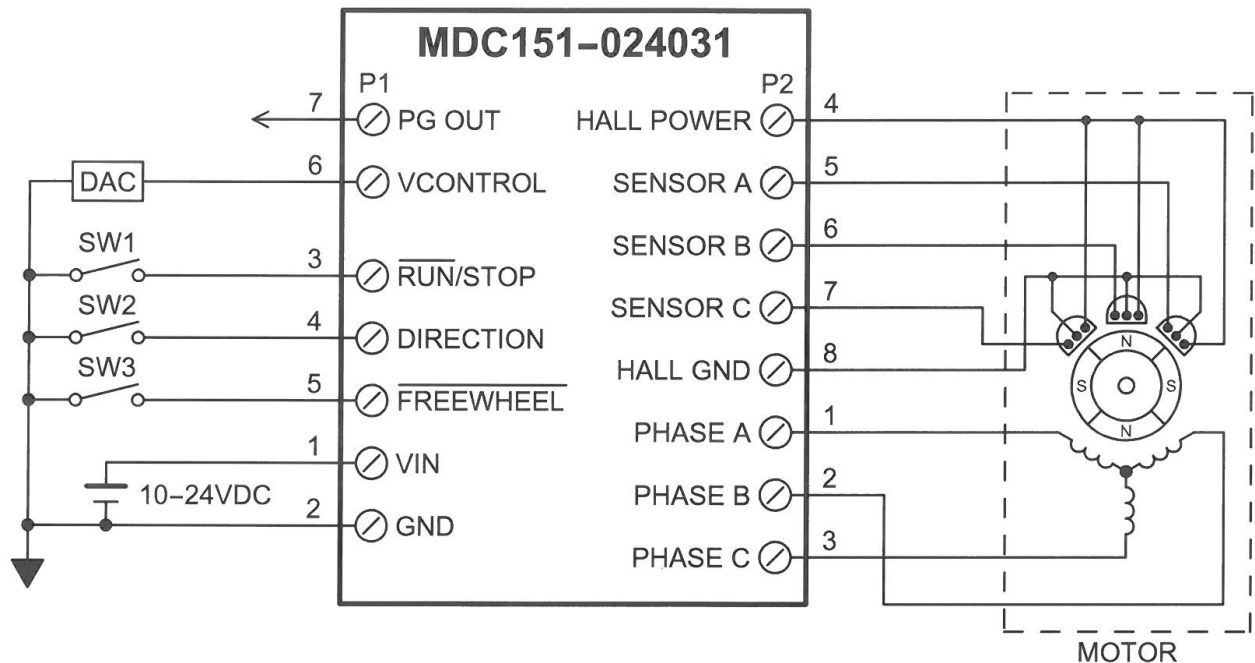 MDC151-024031
P1
P2
7
PG OUT
HALL POWER
4
DAC
6
VCONTROL
SENSOR A
5
SW1
3
RUN/STOP
SENSOR B
6
SW2
4
DIRECTION
SENSOR C
7
SW3
5
FREEWHEEL
HALL GND
8
N
S
S
N
PHASE A
1
1
VIN
10-24VDC
PHASE B
2
2
GND
PHASE C
3
MOTOR